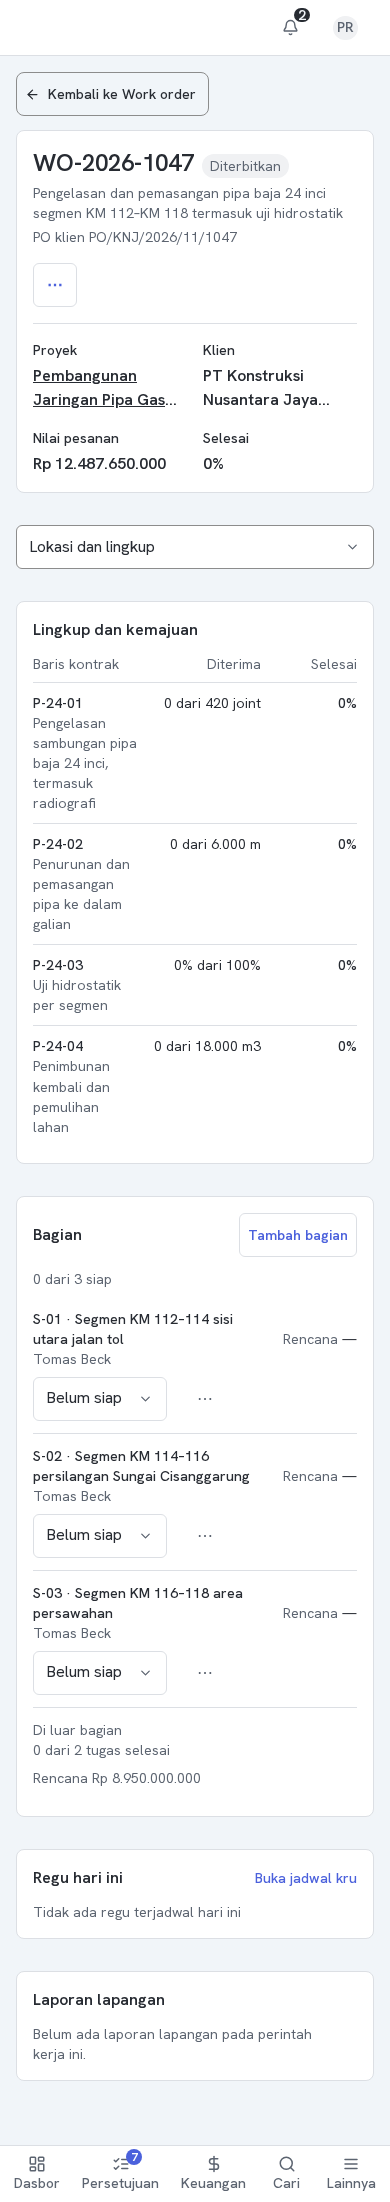 2
PR
Kembali ke Work order
WO-2026-1047 Diterbitkan
Pengelasan dan pemasangan pipa baja 24 inci
segmen KM 112–KM 118 termasuk uji hidrostatik
PO klien PO/KNJ/2026/11/1047
Proyek
Pembangunan
Jaringan Pipa Gas...
Klien
PT Konstruksi
Nusantara Jaya...
Nilai pesanan
Rp 12.487.650.000
Selesai
0%
Lokasi dan lingkup
Lingkup dan kemajuan
Baris kontrak Diterima Selesai
P-24-01 0 dari 420 joint 0%
Pengelasan
sambungan pipa
baja 24 inci,
termasuk
radiografi
P-24-02 0 dari 6.000 m 0%
Penurunan dan
pemasangan
pipa ke dalam
galian
P-24-03 0% dari 100% 0%
Uji hidrostatik
per segmen
P-24-04 0 dari 18.000 m3 0%
Penimbunan
kembali dan
pemulihan
lahan
Bagian Tambah bagian
0 dari 3 siap
S-01 · Segmen KM 112–114 sisi
utara jalan tol
Rencana —
Tomas Beck
Belum siap
S-02 · Segmen KM 114–116
persilangan Sungai Cisanggarung
Rencana —
Tomas Beck
Belum siap
S-03 · Segmen KM 116–118 area
persawahan
Rencana —
Tomas Beck
Belum siap
Di luar bagian
0 dari 2 tugas selesai
Rencana Rp 8.950.000.000
Regu hari ini Buka jadwal kru
Tidak ada regu terjadwal hari ini
Laporan lapangan
Belum ada laporan lapangan pada perintah
kerja ini.
7
Dasbor Persetujuan Keuangan Cari Lainnya